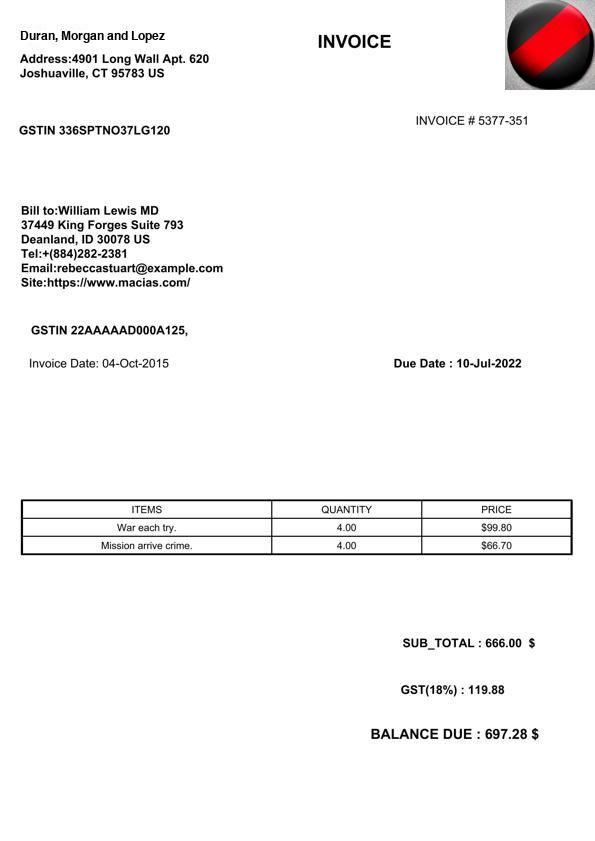 Duran, Morgan and Lopez
INVOICE
Address:4901 Long Wall Apt. 620
Joshuaville, CT 95783 US
INVOICE # 5377-351
GSTIN 336SPTNO37LG120
Bill to:William Lewis MD
37449 King Forges Suite 793
Deanland, ID 30078 US
Tel:+(884)282-2381
Email:rebeccastuart@example.com
Site:https://www.macias.com/
GSTIN 22AAAAAD000A125,
Invoice Date: 04-Oct-2015
Due Date : 10-Jul-2022
ITEMS QUANTITY PRICE
War each try. 4.00 $99.80
Mission arrive crime. 4.00 $66.70
SUB_TOTAL : 666.00 $
GST(18%) : 119.88
BALANCE DUE : 697.28 $